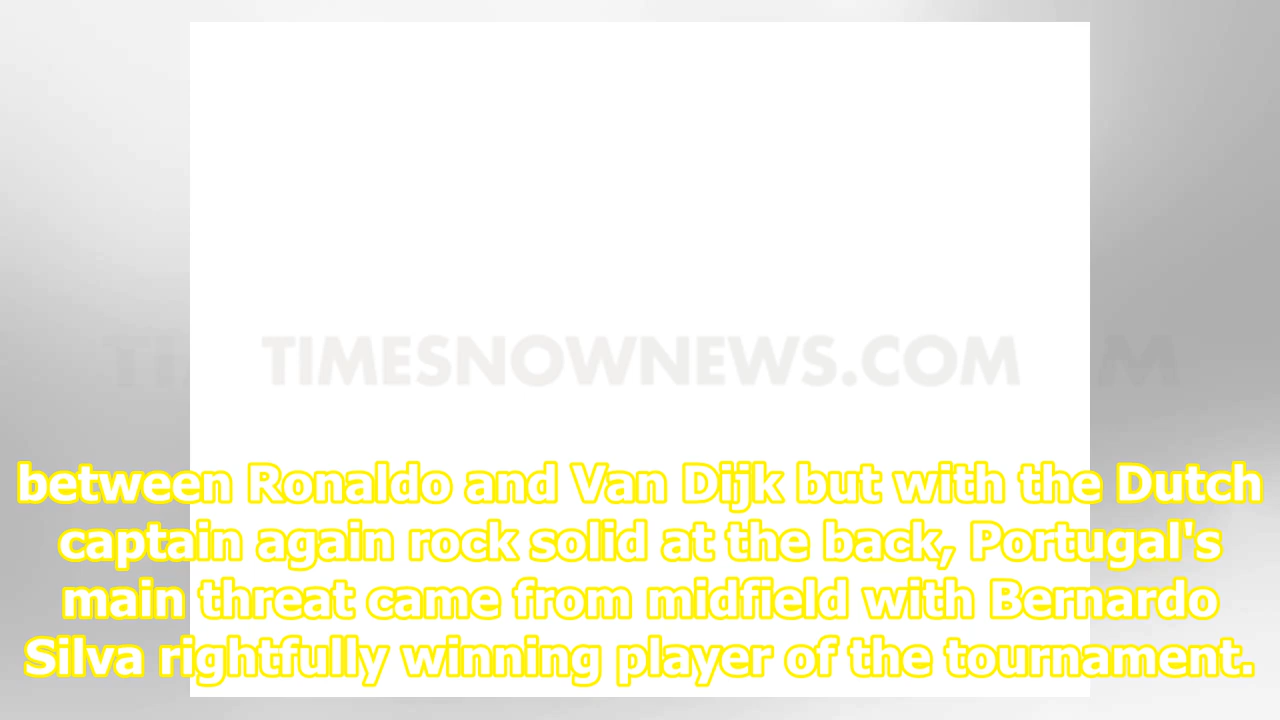 TI TIMESNOWNEWS.COM M
between Ronaldo and Van Dijk but with the Dutch
captain again rock solid at the back, Portugal's
main threat came from midfield with Bernardo
Silva rightfully winning player of the tournament.